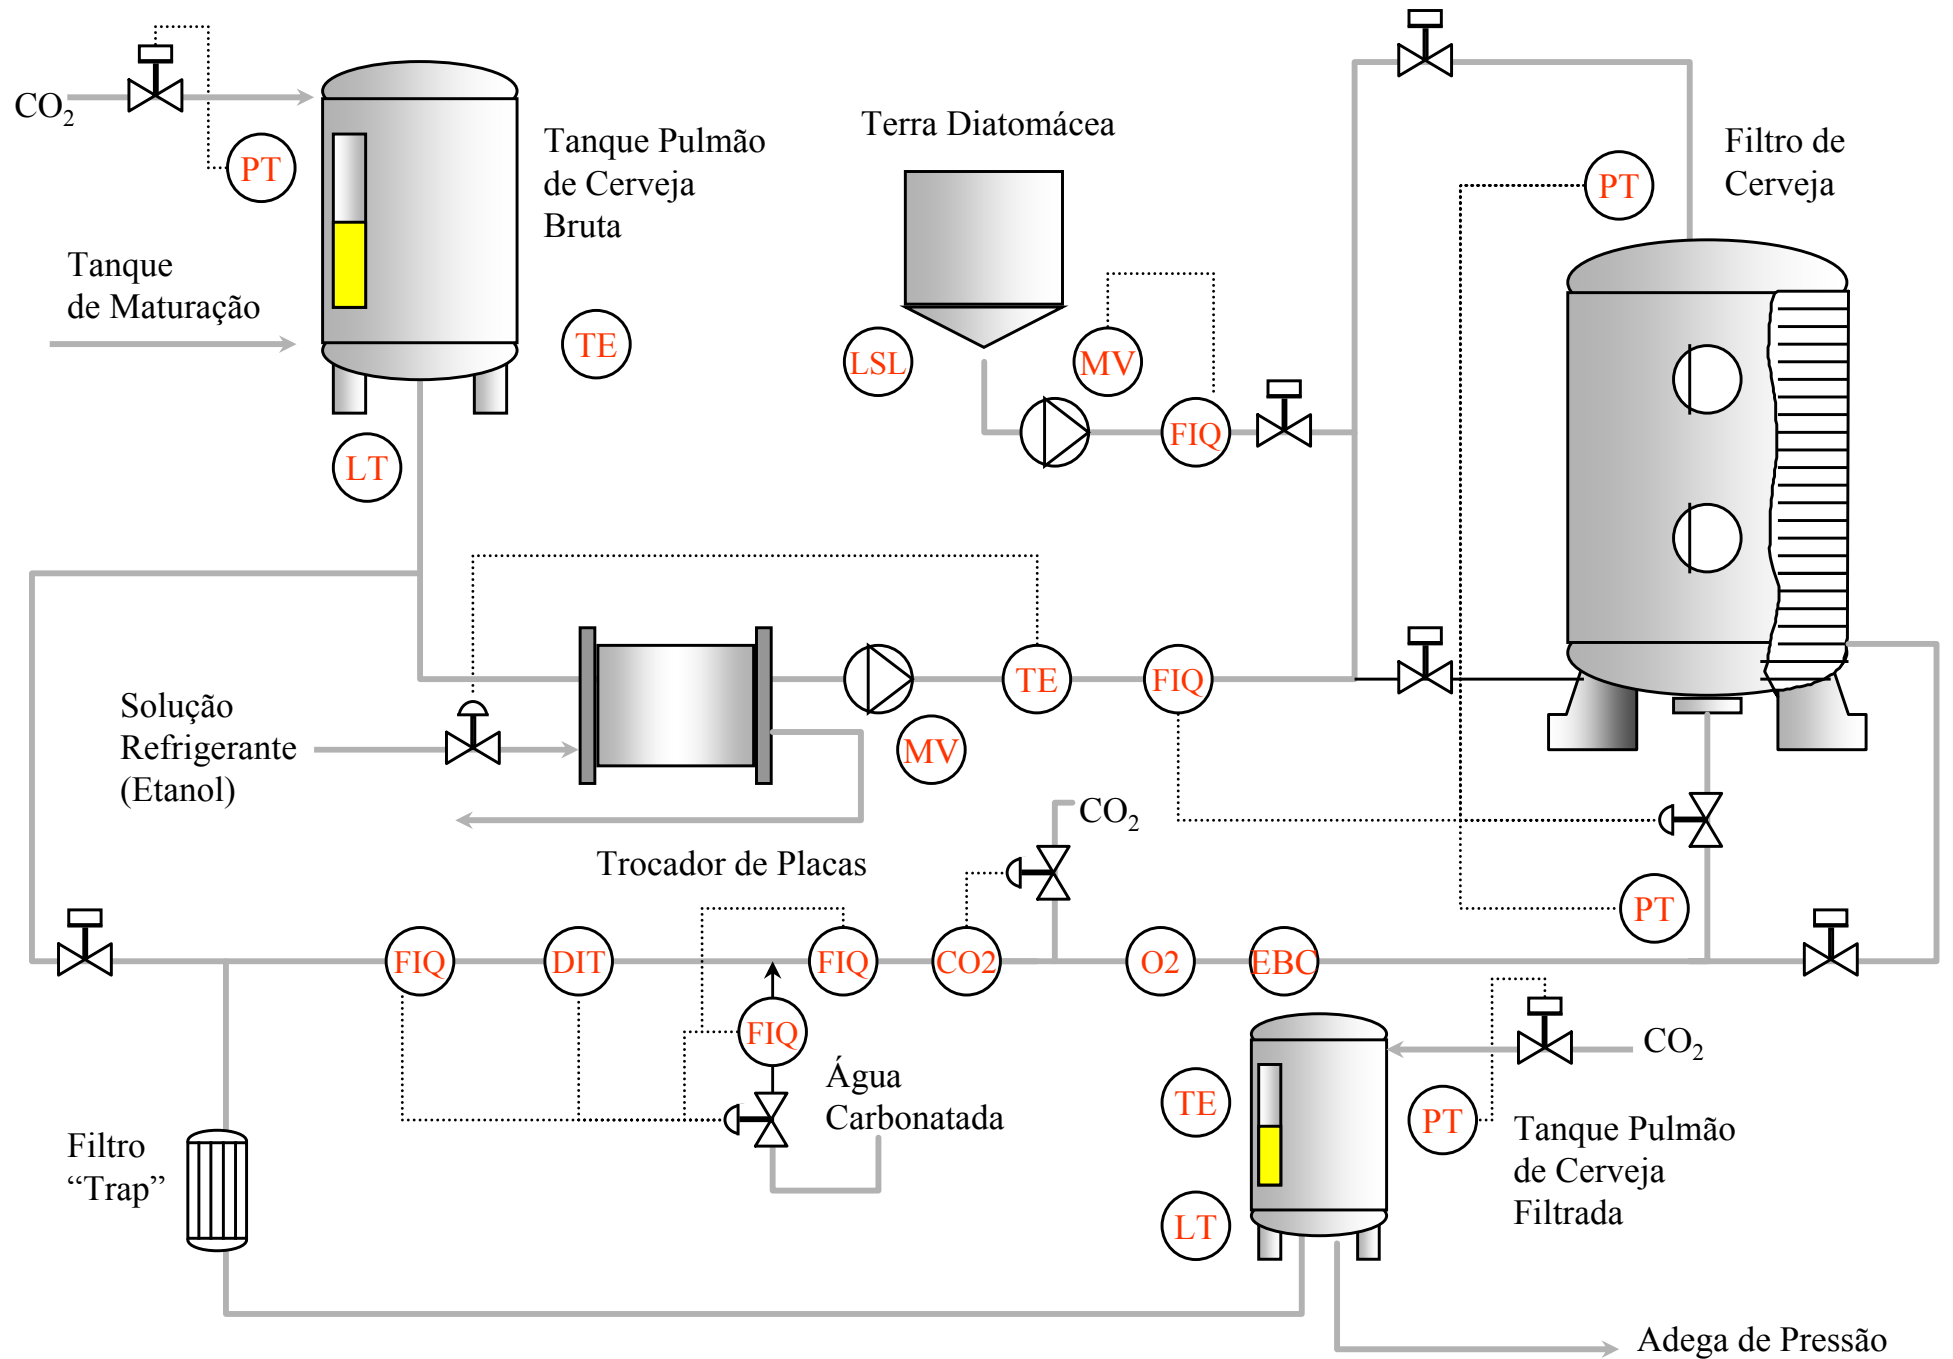 CO₂
PT
Tanque Pulmão
de Cerveja
Bruta
Tanque
de Maturação
TE
LT
Terra Diatomácea
LSL
MV
FIQ
PT
Filtro de
Cerveja
Solução
Refrigerante
(Etanol)
TE
FIQ
MV
Trocador de Placas
CO₂
PT
FIQ
DIT
FIQ
CO2
O2
EBC
FIQ
Água
Carbonatada
CO₂
TE
PT
LT
Tanque Pulmão
de Cerveja
Filtrada
Filtro
“Trap”
Adega de Pressão